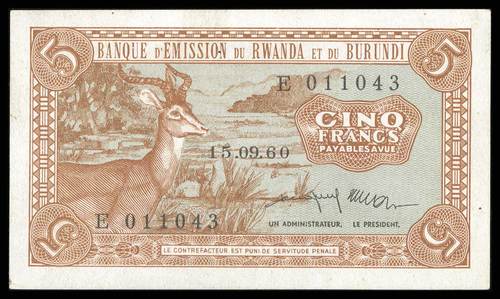 5 BANQUE D'EMISSION DU RWANDA ET DU BURUNDI 5
E 011043
CINQ
FRANCS
PAYABLES A VUE
15.09.60
E 011043
UN ADMINISTRATEUR. LE PRESIDENT.
5 5
LE CONTREFACTEUR EST PUNI DE SERVITUDE PENALE